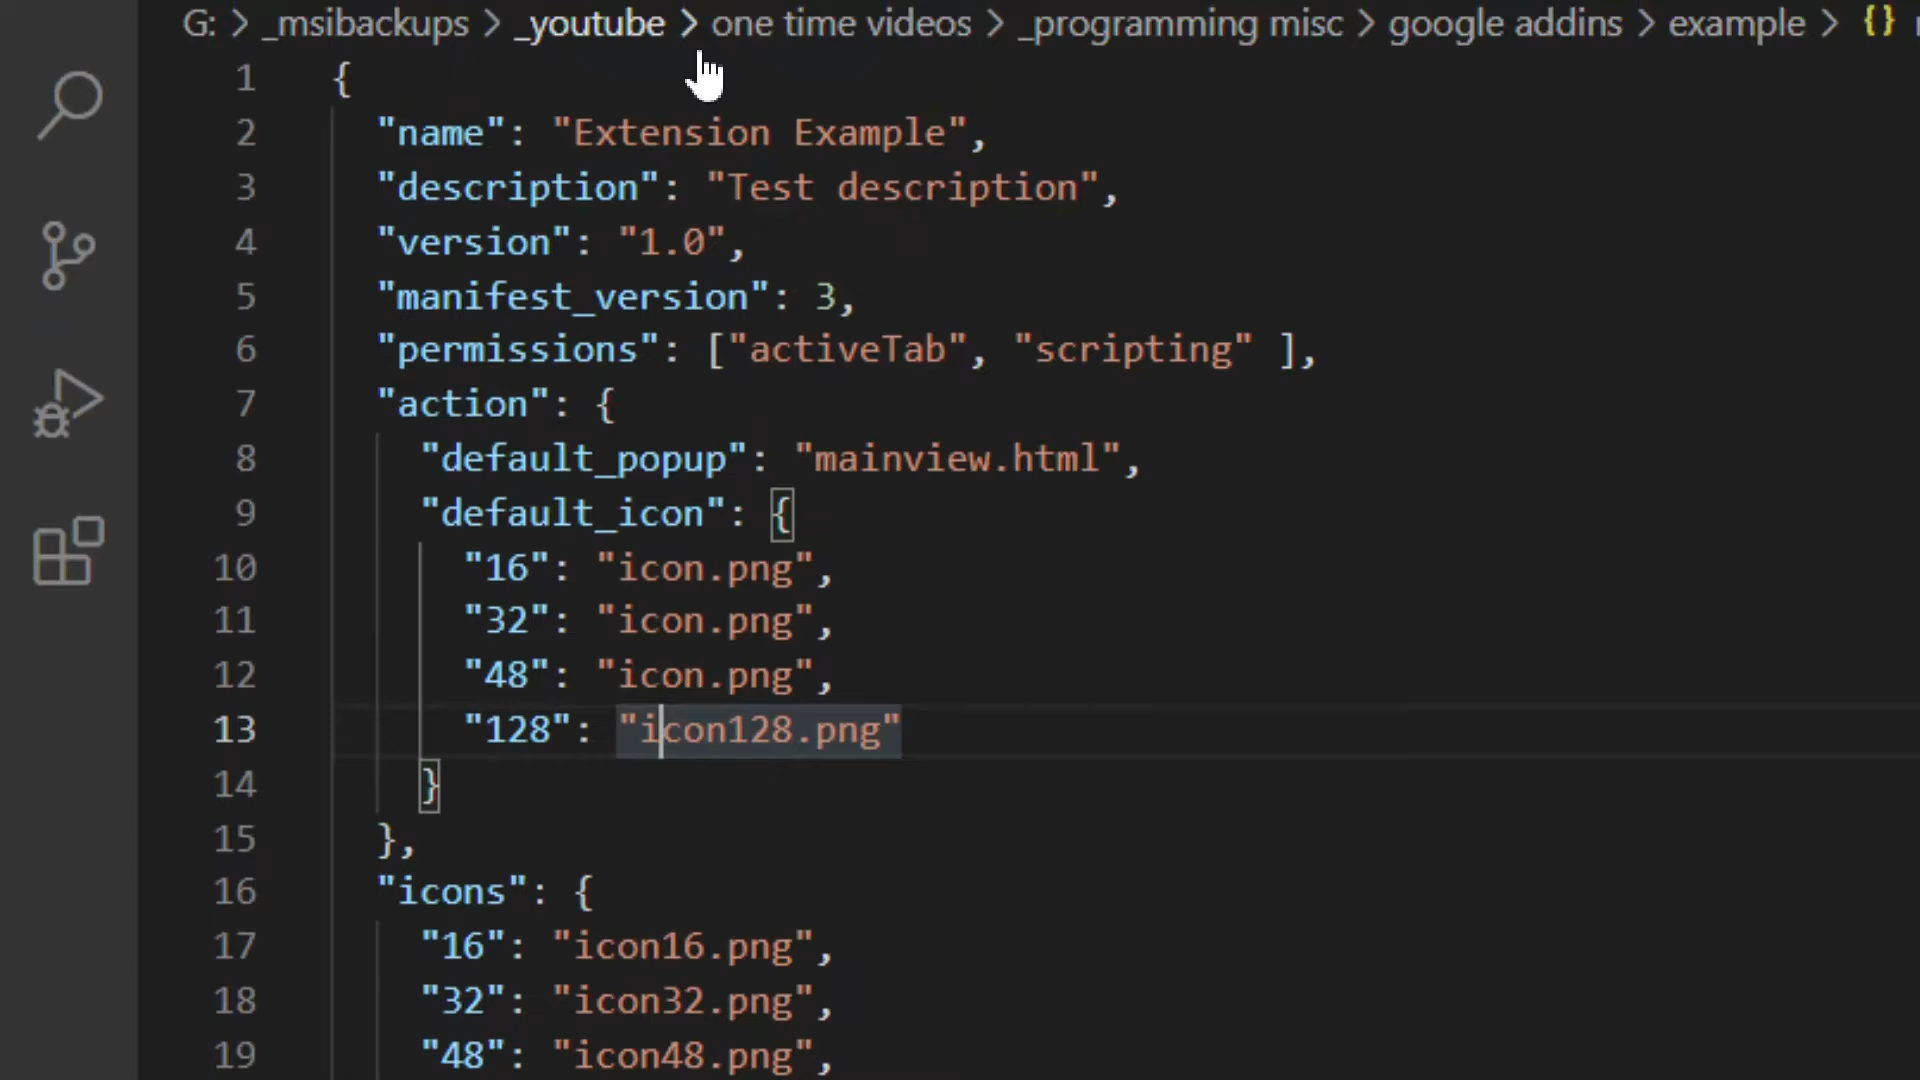 G: > _msibackups > _youtube > one time videos > _programming misc > google addins > example > {}
1 {
2 "name": "Extension Example",
3 "description": "Test description",
4 "version": "1.0",
5 "manifest_version": 3,
6 "permissions": ["activeTab", "scripting" ],
7 "action": {
8 "default_popup": "mainview.html",
9 "default_icon": {
10 "16": "icon.png",
11 "32": "icon.png",
12 "48": "icon.png",
13 "128": "icon128.png"
14 }
15 },
16 "icons": {
17 "16": "icon16.png",
18 "32": "icon32.png",
19 "48": "icon48.png",